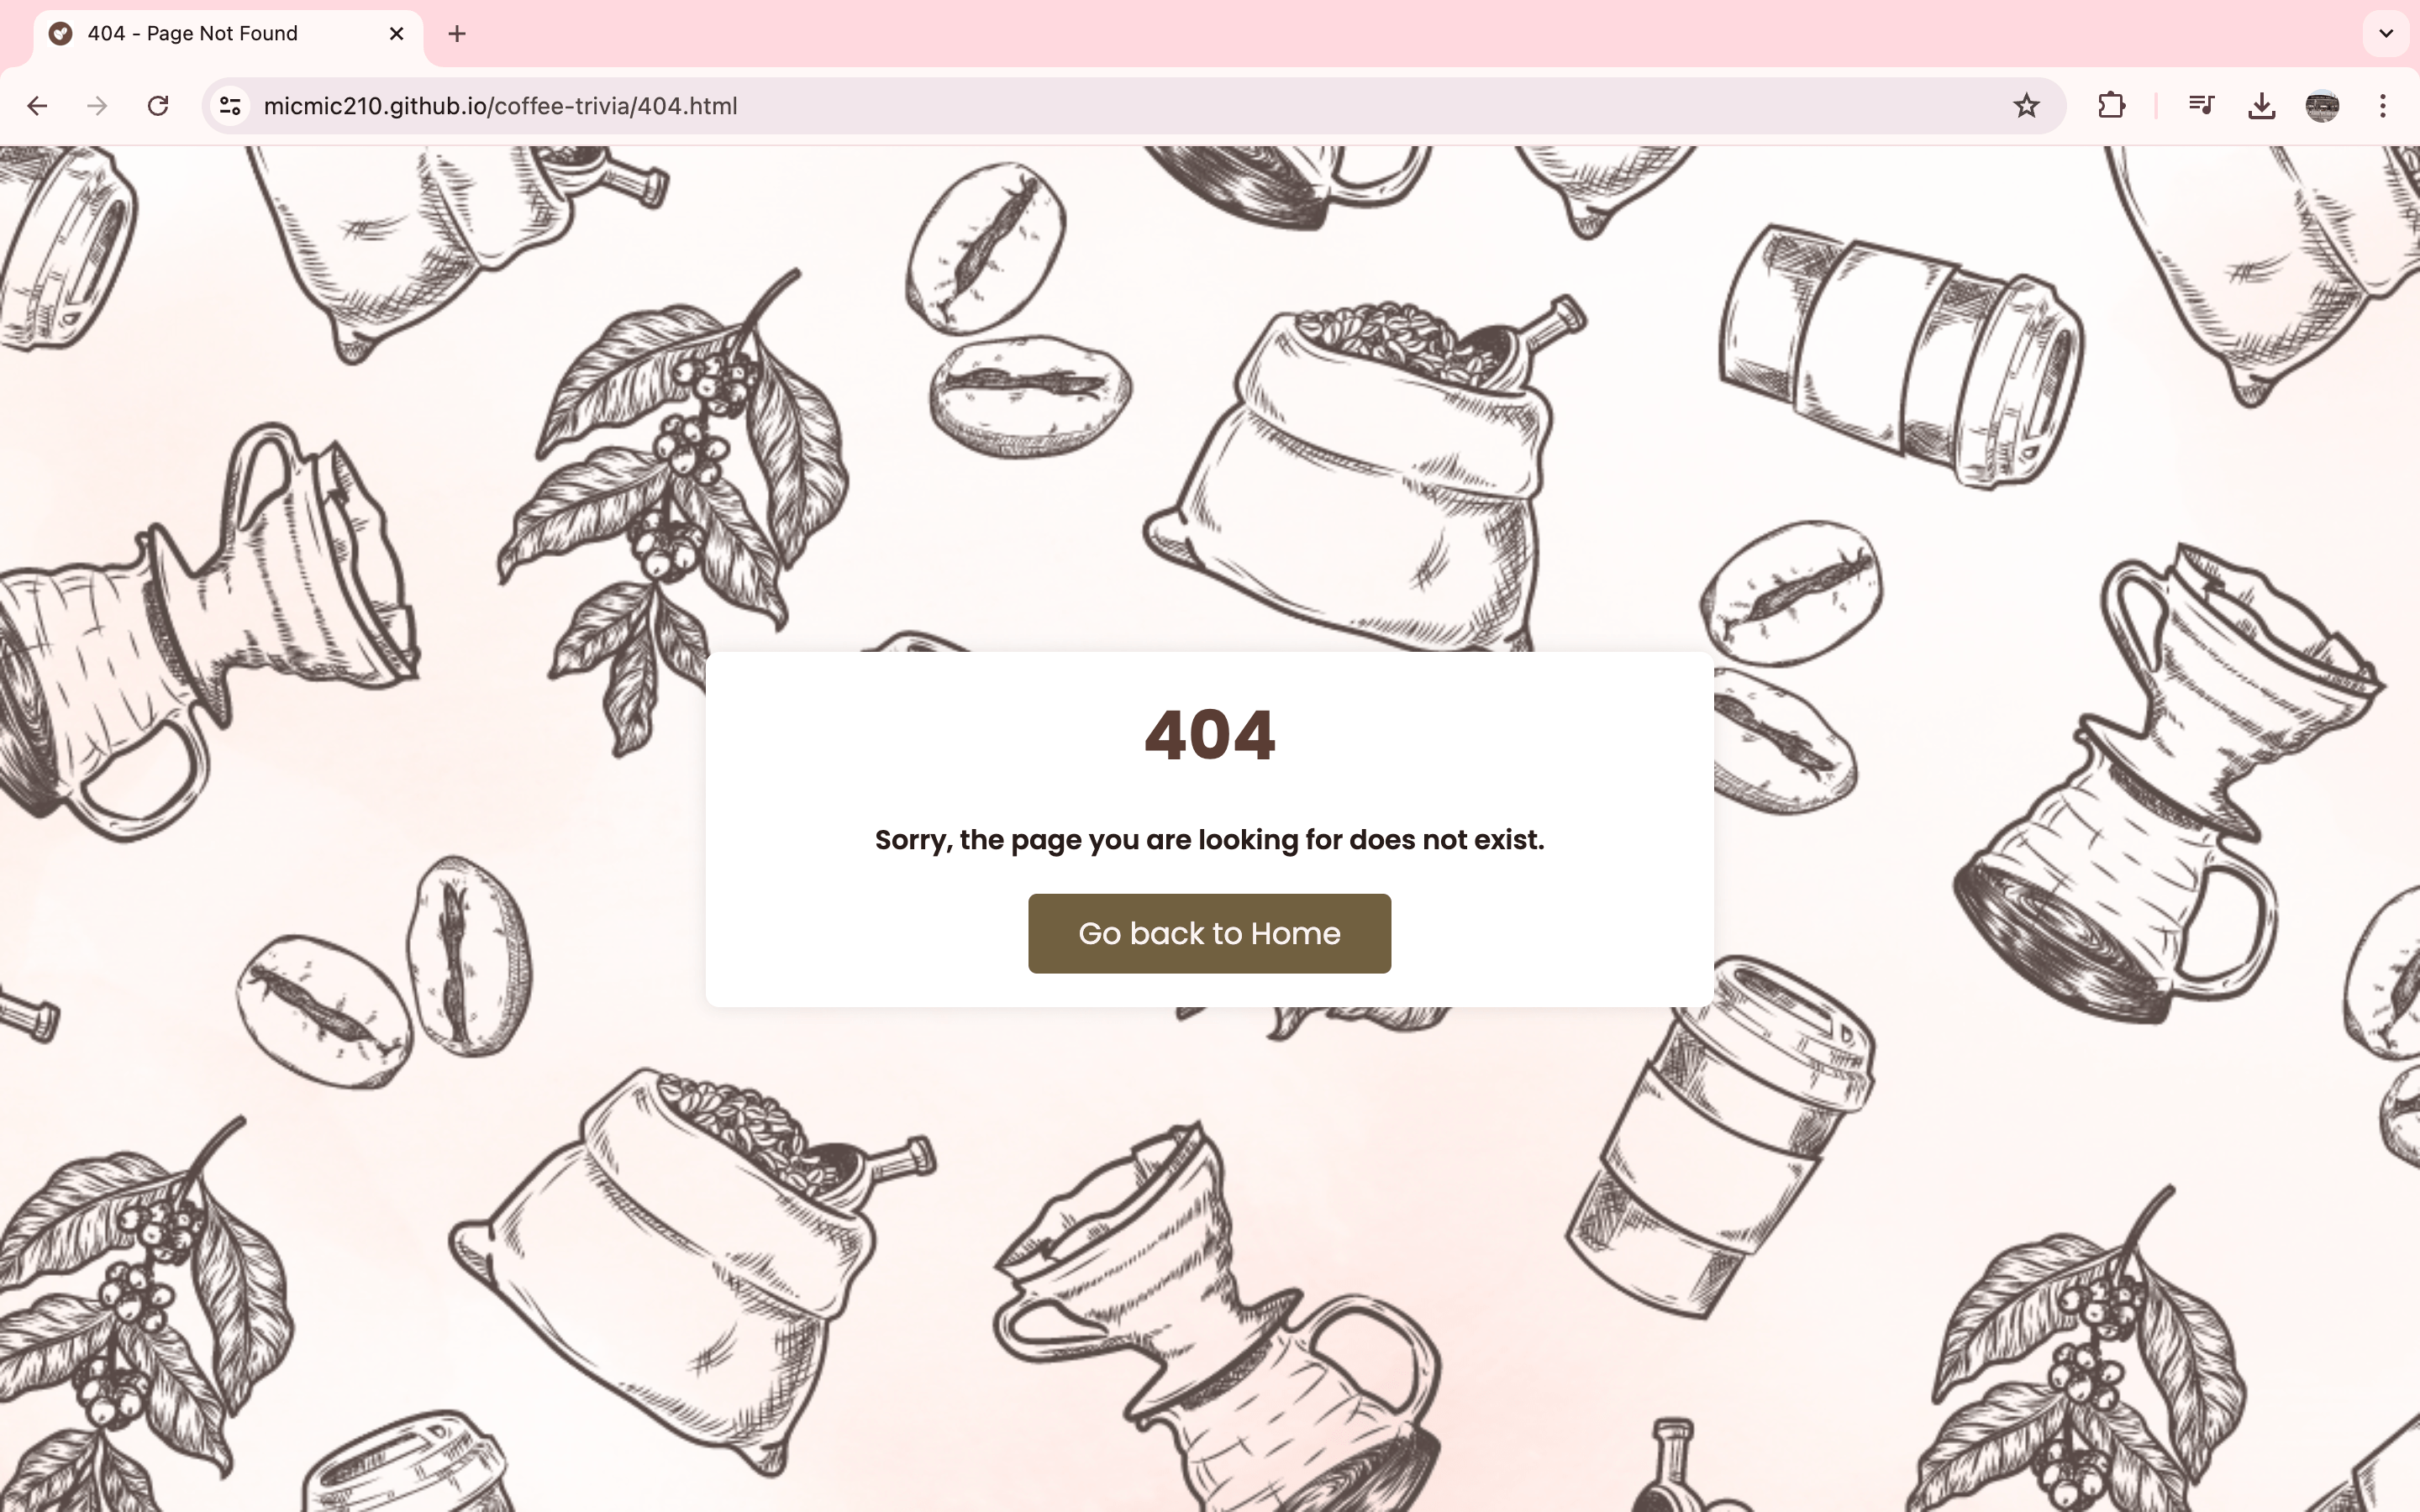 404 - Page Not Found
micmic210.github.io/coffee-trivia/404.html
404
Sorry, the page you are looking for does not exist.
Go back to Home